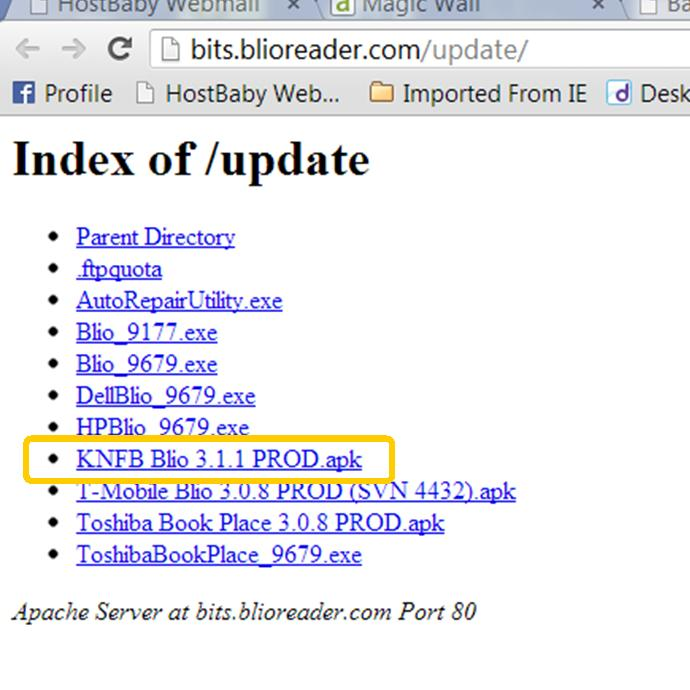 HostBaby Webmail × a Magic Wall × Ba
bits.blioreader.com/update/
Profile HostBaby Web... Imported From IE d Desk
Index of /update
Parent Directory
.ftpquota
AutoRepairUtility.exe
Blio_9177.exe
Blio_9679.exe
DellBlio_9679.exe
HPBlio_9679.exe
KNFB Blio 3.1.1 PROD.apk
T-Mobile Blio 3.0.8 PROD (SVN 4432).apk
Toshiba Book Place 3.0.8 PROD.apk
ToshibaBookPlace_9679.exe
Apache Server at bits.blioreader.com Port 80